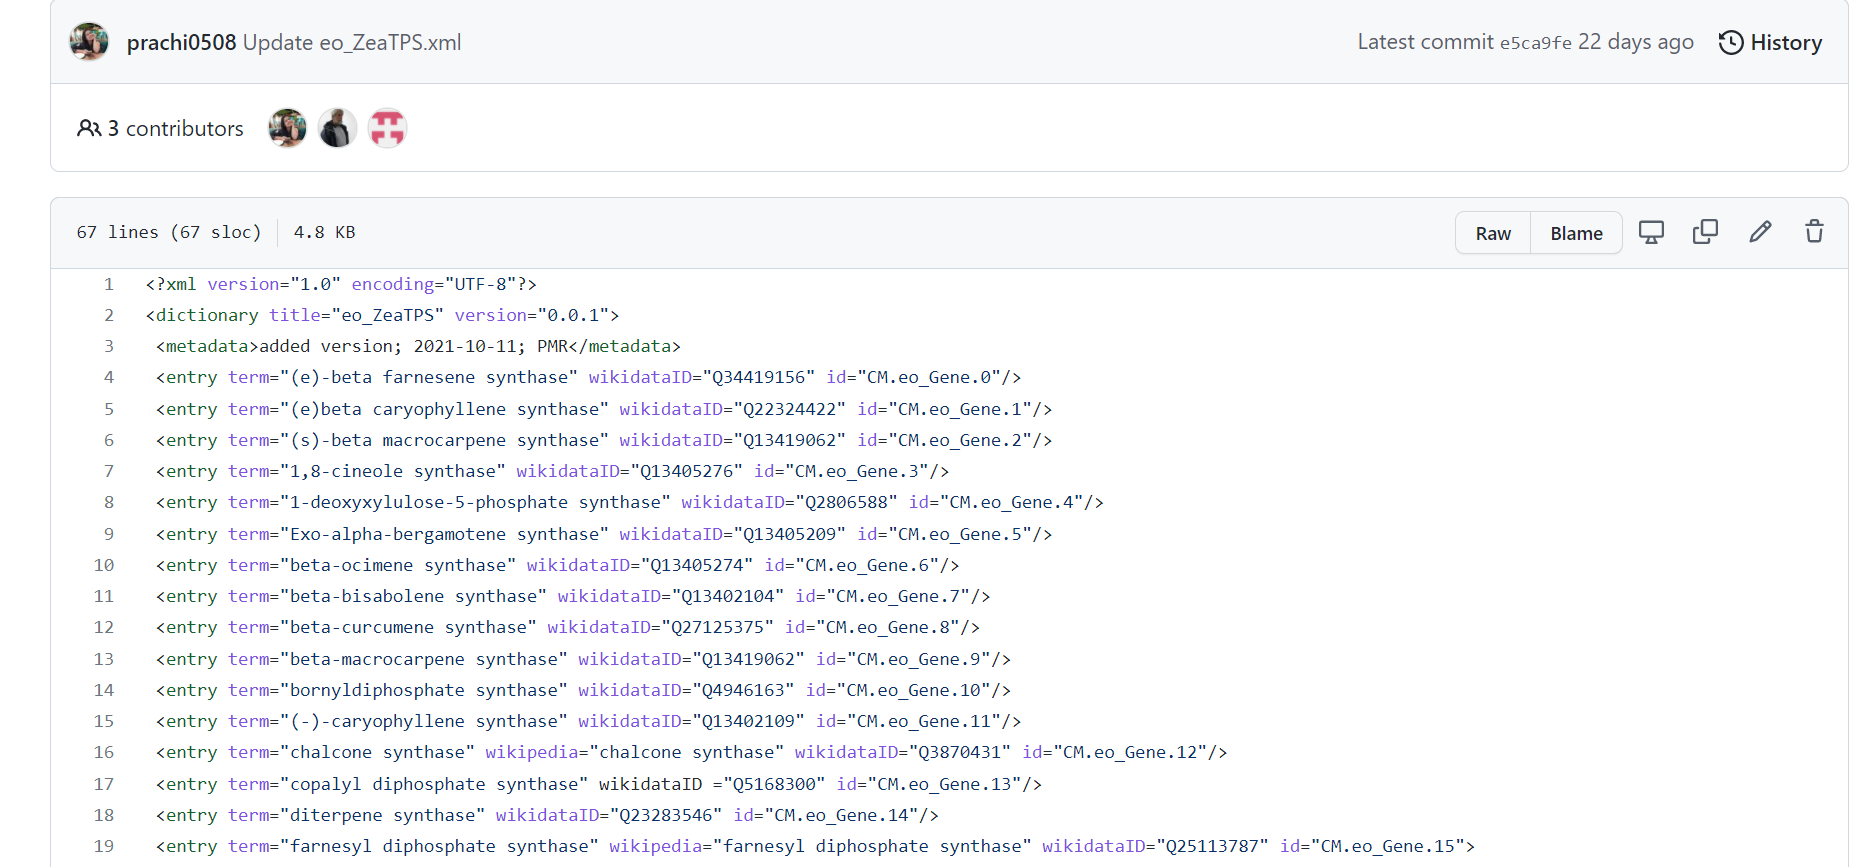 prachi0508 Update eo_ZeaTPS.xml Latest commit e5ca9fe 22 days ago History
3 contributors
67 lines (67 sloc) 4.8 KB Raw Blame
1 <?xml version="1.0" encoding="UTF-8"?>
2 <dictionary title="eo_ZeaTPS" version="0.0.1">
3 <metadata>added version; 2021-10-11; PMR</metadata>
4 <entry term="(e)-beta farnesene synthase" wikidataID="Q34419156" id="CM.eo_Gene.0"/>
5 <entry term="(e)beta caryophyllene synthase" wikidataID="Q22324422" id="CM.eo_Gene.1"/>
6 <entry term="(s)-beta macrocarpene synthase" wikidataID="Q13419062" id="CM.eo_Gene.2"/>
7 <entry term="1,8-cineole synthase" wikidataID="Q13405276" id="CM.eo_Gene.3"/>
8 <entry term="1-deoxyxylulose-5-phosphate synthase" wikidataID="Q2806588" id="CM.eo_Gene.4"/>
9 <entry term="Exo-alpha-bergamotene synthase" wikidataID="Q13405209" id="CM.eo_Gene.5"/>
10 <entry term="beta-ocimene synthase" wikidataID="Q13405274" id="CM.eo_Gene.6"/>
11 <entry term="beta-bisabolene synthase" wikidataID="Q13402104" id="CM.eo_Gene.7"/>
12 <entry term="beta-curcumene synthase" wikidataID="Q27125375" id="CM.eo_Gene.8"/>
13 <entry term="beta-macrocarpene synthase" wikidataID="Q13419062" id="CM.eo_Gene.9"/>
14 <entry term="bornyldiphosphate synthase" wikidataID="Q4946163" id="CM.eo_Gene.10"/>
15 <entry term="(-)-caryophyllene synthase" wikidataID="Q13402109" id="CM.eo_Gene.11"/>
16 <entry term="chalcone synthase" wikipedia="chalcone synthase" wikidataID="Q3870431" id="CM.eo_Gene.12"/>
17 <entry term="copalyl diphosphate synthase" wikidataID ="Q5168300" id="CM.eo_Gene.13"/>
18 <entry term="diterpene synthase" wikidataID="Q23283546" id="CM.eo_Gene.14"/>
19 <entry term="farnesyl diphosphate synthase" wikipedia="farnesyl diphosphate synthase" wikidataID="Q25113787" id="CM.eo_Gene.15">